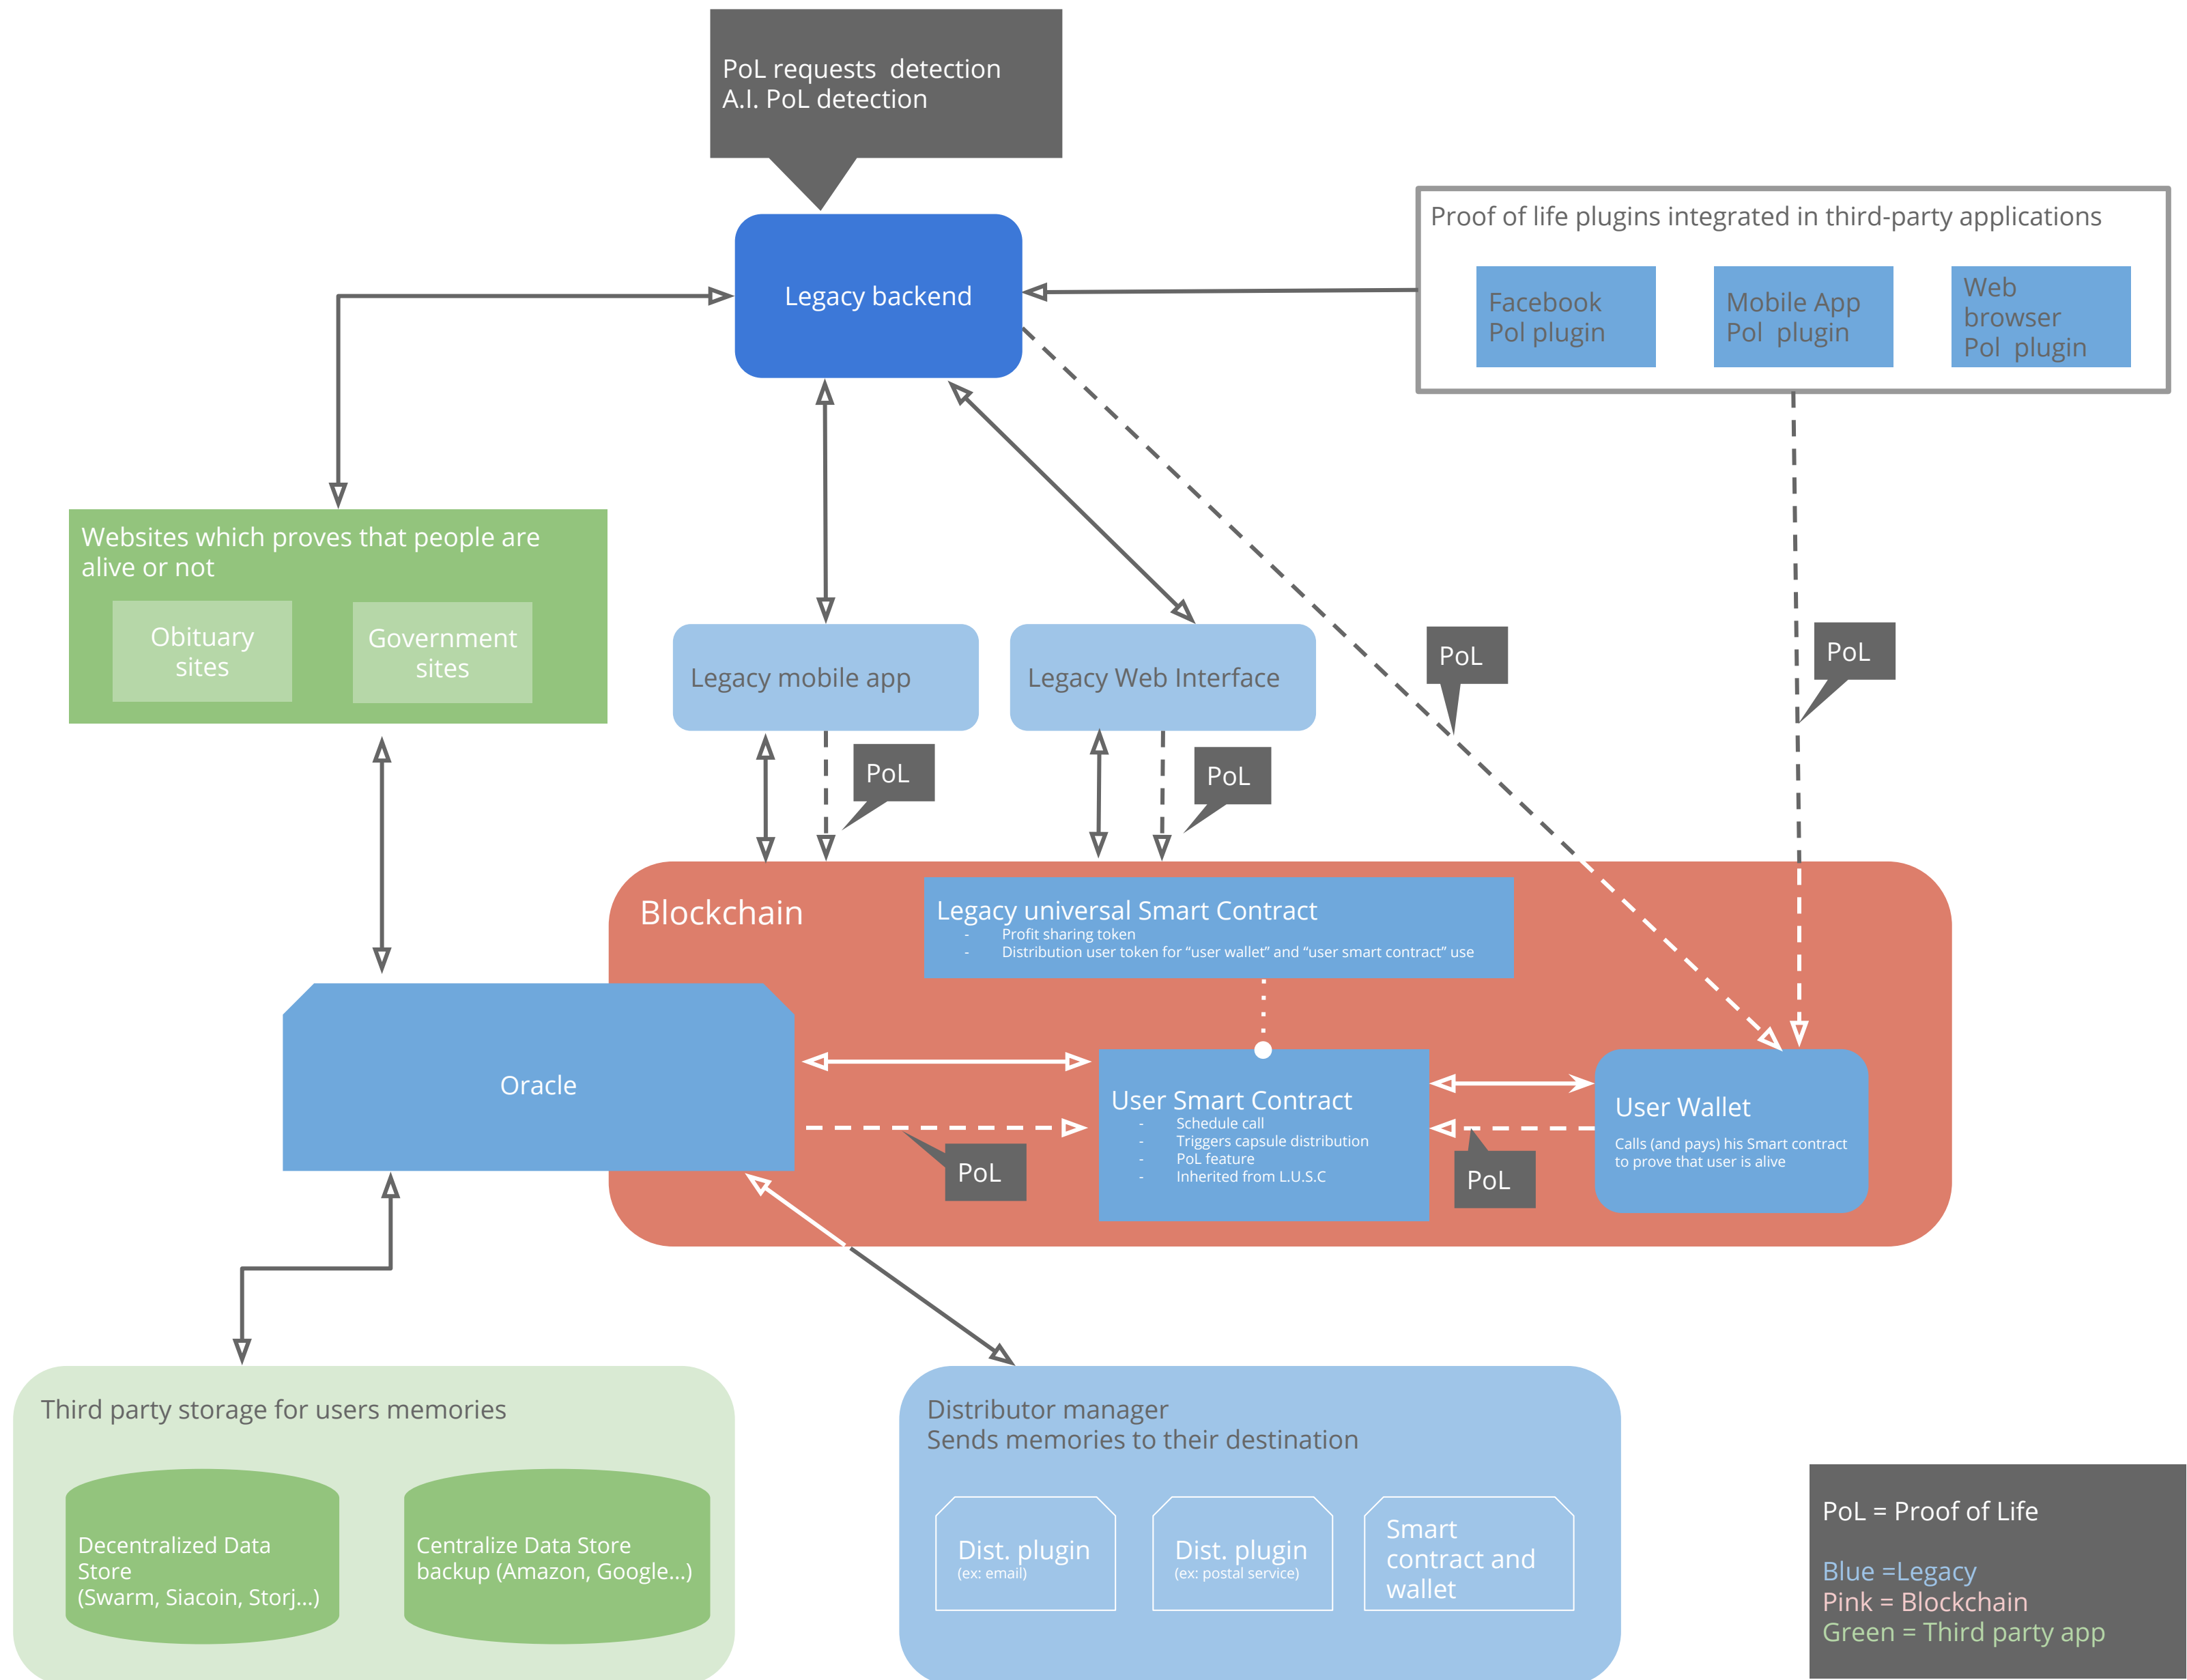 PoL requests  detection
A.I. PoL detection
Legacy backend
Proof of life plugins integrated in third-party applications
Facebook
Pol plugin
Mobile App
Pol  plugin
Web
browser
Pol  plugin
Websites which proves that people are
alive or not
Obituary
sites
Government
sites
Legacy mobile app
Legacy Web Interface
PoL
PoL
PoL
PoL
Blockchain
Legacy universal Smart Contract
- Profit sharing token
- Distribution user token for “user wallet” and “user smart contract” use
Oracle
User Smart Contract
- Schedule call
- Triggers capsule distribution
- PoL feature
- Inherited from L.U.S.C
User Wallet
Calls (and pays) his Smart contract
to prove that user is alive
PoL
PoL
Third party storage for users memories
Decentralized Data
Store
(Swarm, Siacoin, Storj...)
Centralize Data Store
backup (Amazon, Google...)
Distributor manager
Sends memories to their destination
Dist. plugin
(ex: email)
Dist. plugin
(ex: postal service)
Smart
contract and
wallet
PoL = Proof of Life
Blue =Legacy
Pink = Blockchain
Green = Third party app